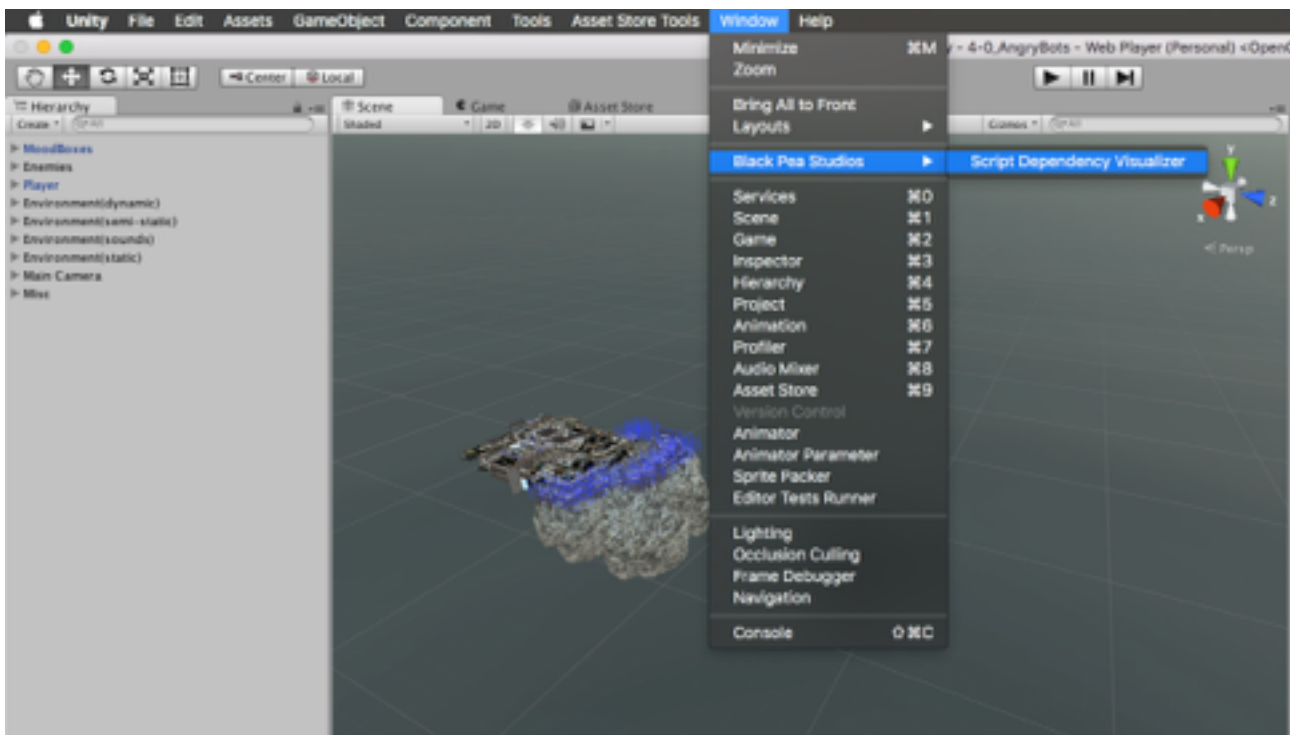 Unity File Edit Assets GameObject Component Tools Asset Store Tools Window Help
- 4-0_AngryBots - Web Player (Personal) <OpenG
Center Local
Hierarchy
Create All
MoodBoxes
Enemies
Player
Environment(dynamic)
Environment(semi-static)
Environment(sounds)
Environment(static)
Main Camera
Misc
Scene Game Asset Store
Shaded 2D
Gizmos All
Minimize ⌘M
Zoom
Bring All to Front
Layouts
Black Pea Studios Script Dependency Visualizer
Services ⌘0
Scene ⌘1
Game ⌘2
Inspector ⌘3
Hierarchy ⌘4
Project ⌘5
Animation ⌘6
Profiler ⌘7
Audio Mixer ⌘8
Asset Store ⌘9
Version Control
Animator
Animator Parameter
Sprite Packer
Editor Tests Runner
Lighting
Occlusion Culling
Frame Debugger
Navigation
Console ⇧⌘C
y
x
z
Persp